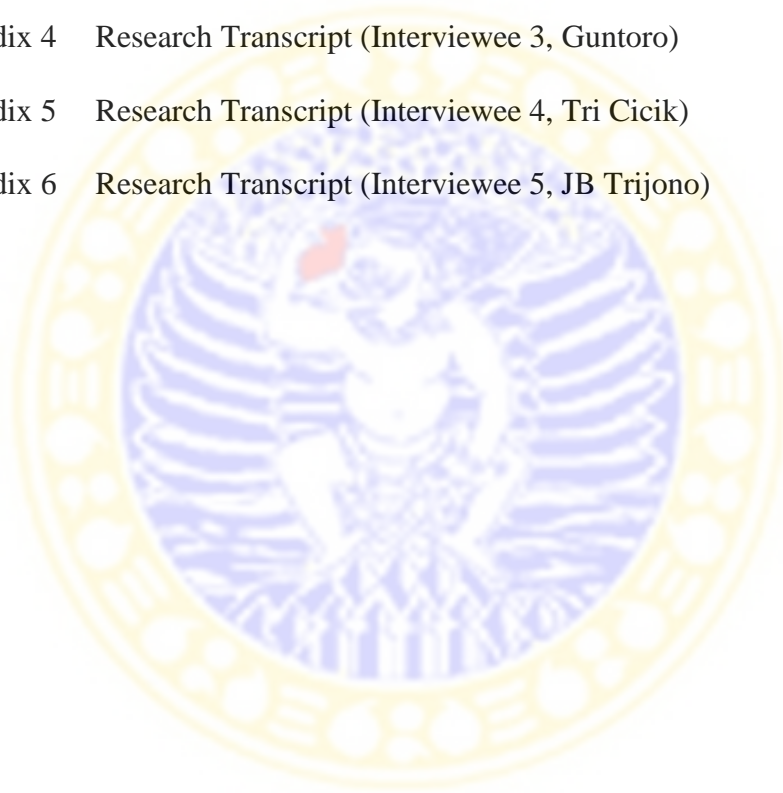 dix 4 Research Transcript (Interviewee 3, Guntoro)
dix 5 Research Transcript (Interviewee 4, Tri Cicik)
dix 6 Research Transcript (Interviewee 5, JB Trijono)